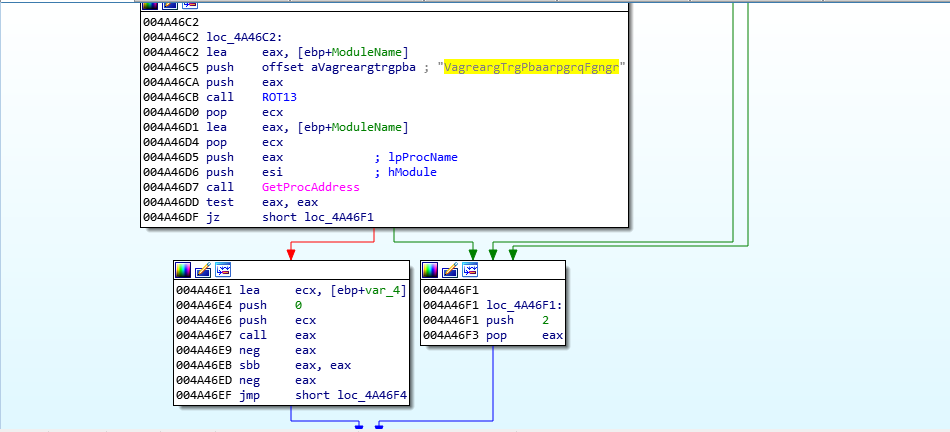 004A46C2
004A46C2 loc_4A46C2:
004A46C2 lea eax, [ebp+ModuleName]
004A46C5 push offset aVagreargtrgpba ; "VagreargTrgPbaarpgrqFgngr"
004A46CA push eax
004A46CB call ROT13
004A46D0 pop ecx
004A46D1 lea eax, [ebp+ModuleName]
004A46D4 pop ecx
004A46D5 push eax ; lpProcName
004A46D6 push esi ; hModule
004A46D7 call GetProcAddress
004A46DD test eax, eax
004A46DF jz short loc_4A46F1
004A46E1 lea ecx, [ebp+var_4]
004A46E4 push 0
004A46E6 push ecx
004A46E7 call eax
004A46E9 neg eax
004A46EB sbb eax, eax
004A46ED neg eax
004A46EF jmp short loc_4A46F4
004A46F1
004A46F1 loc_4A46F1:
004A46F1 push 2
004A46F3 pop eax